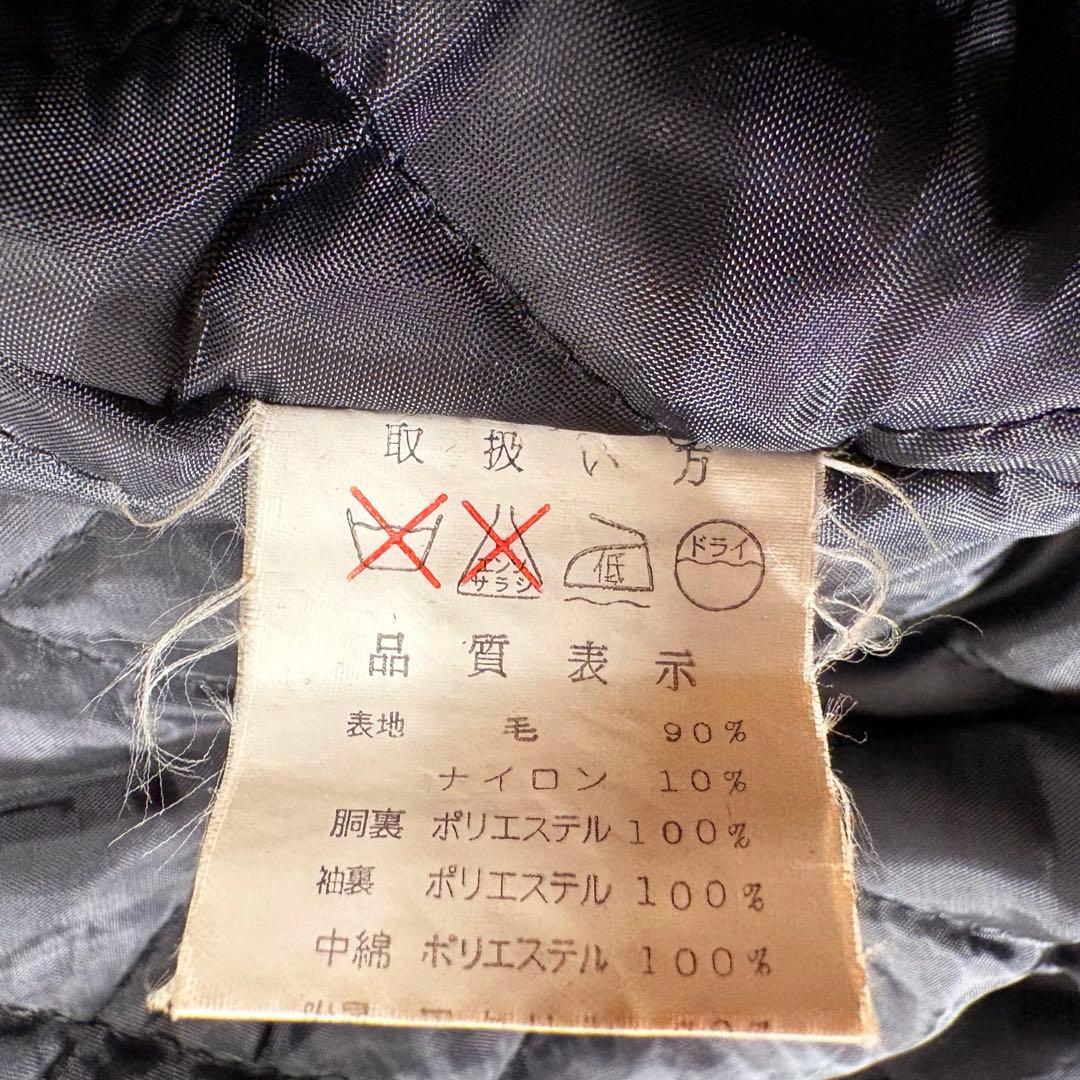 取扱い方
エンソ サラシ 低 ドライ
品質表示
表地 毛 90%
ナイロン 10%
胴裏 ポリエステル 100%
袖裏 ポリエステル 100%
中綿 ポリエステル 100%